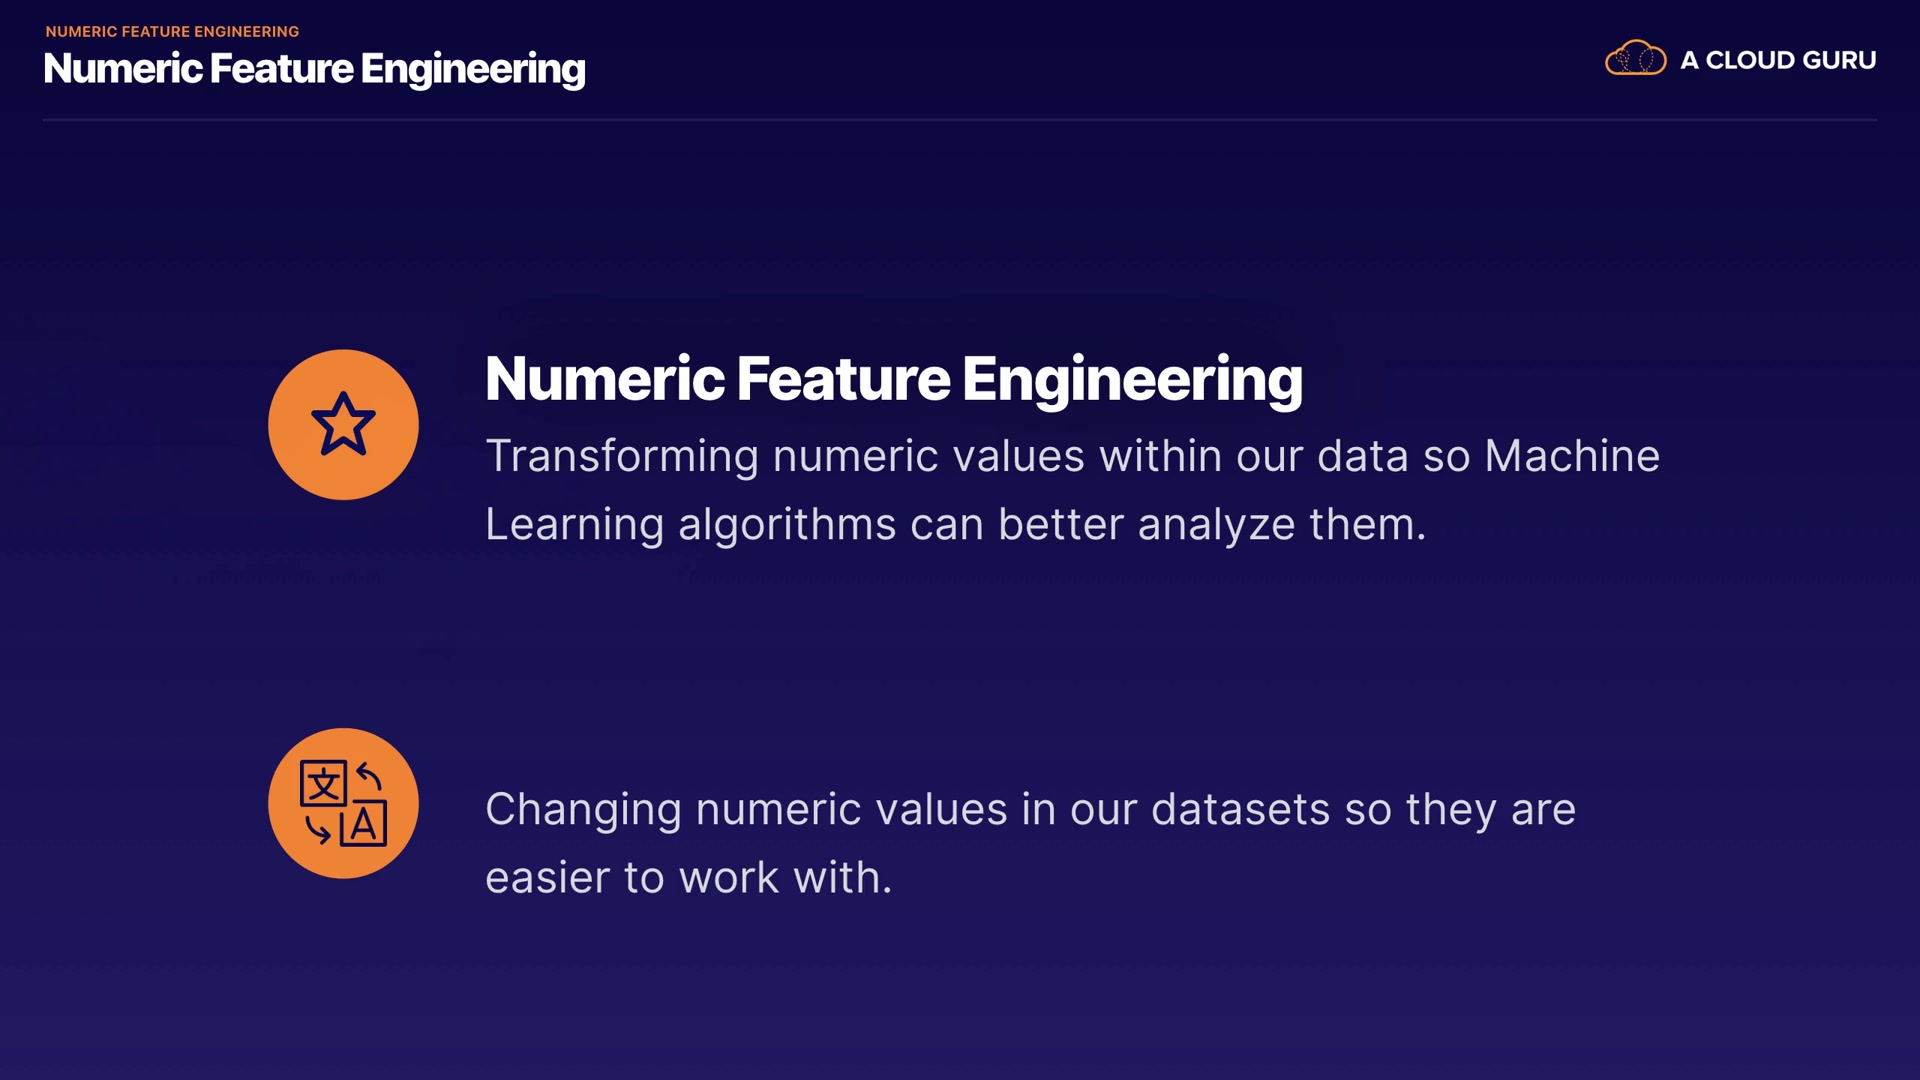 NUMERIC FEATURE ENGINEERING
Numeric Feature Engineering
A CLOUD GURU
Numeric Feature Engineering
Transforming numeric values within our data so Machine
Learning algorithms can better analyze them.
文
A
Changing numeric values in our datasets so they are
easier to work with.